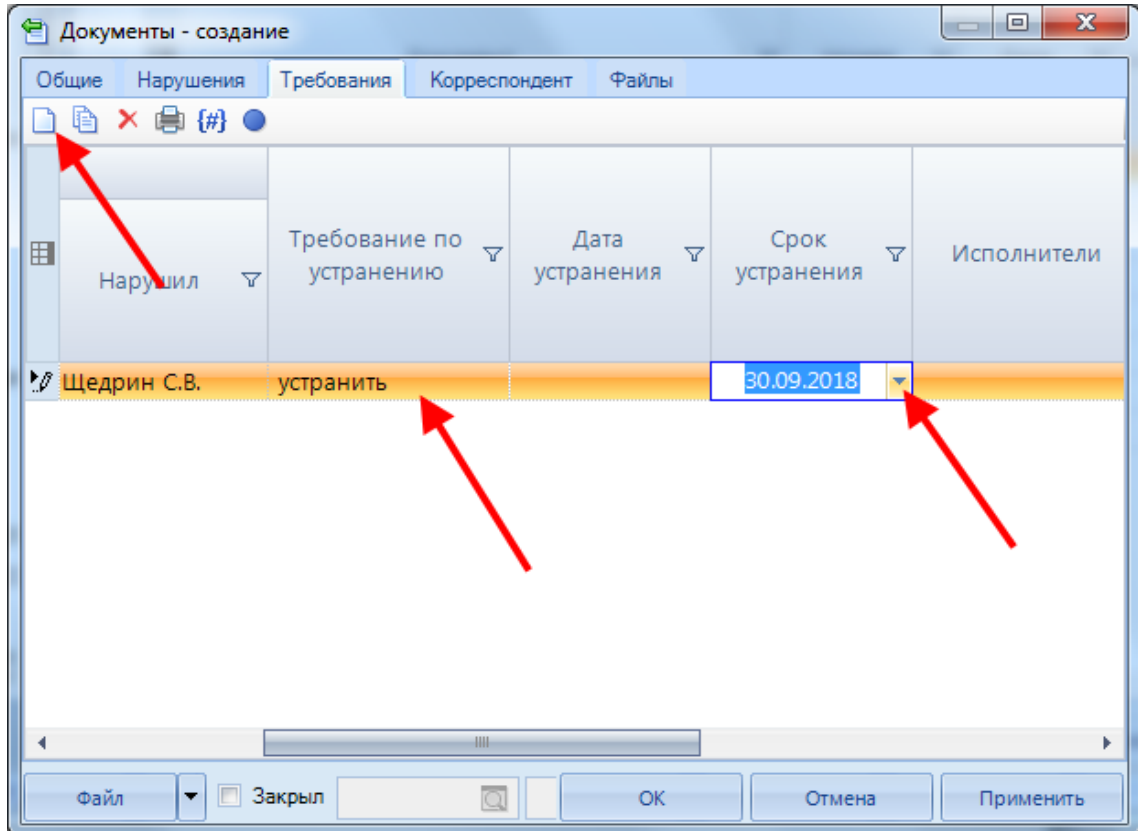 Документы - создание
Общие Нарушения Требования Корреспондент Файлы
{#}
Нарушил
Требование по устранению
Дата устранения
Срок устранения
Исполнители
Щедрин С.В. устранить 30.09.2018
Файл Закрыл ОК Отмена Применить